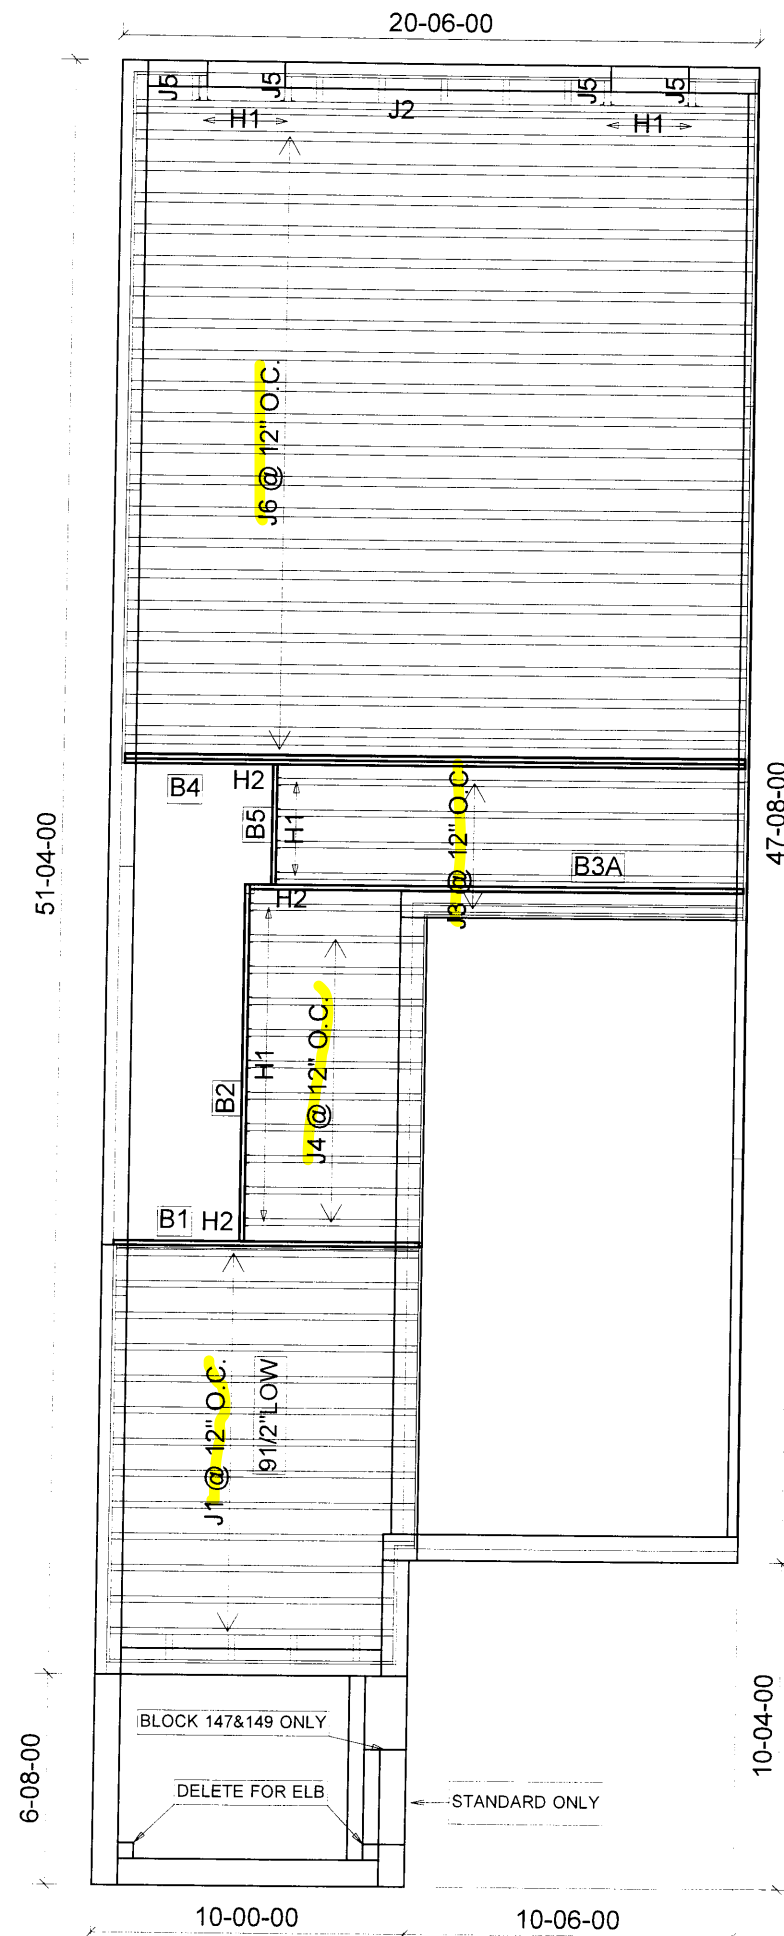 20-06-00
J5
J5
J5
J5
J2
H1
H1
J6 @ 12" O.C.
51-04-00
47-08-00
B4
H2
B5
H1
J3 @ 12" O.C.
B3A
H2
H1
J4 @ 12" O.C.
B2
B1
H2
J1 @ 12" O.C.
91/2"LOW
BLOCK 147&149 ONLY
DELETE FOR ELB
STANDARD ONLY
6-08-00
10-04-00
10-00-00
10-06-00